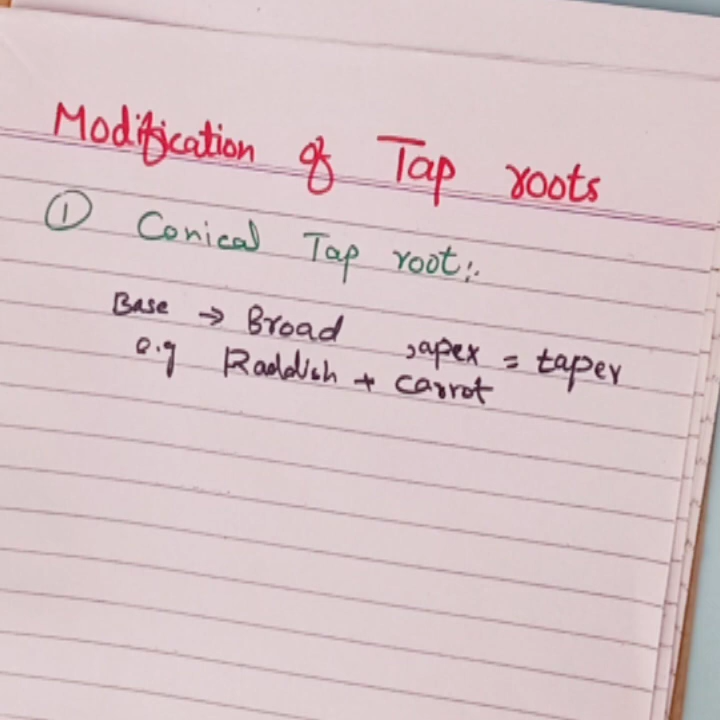 Modification of Tap roots
① Conical Tap root:.
Base → Broad , apex = taper
e.g Raddish + carrot